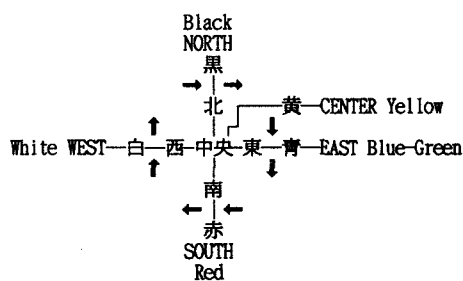 Black
NORTH
黒
北
黄 CENTER Yellow
White WEST 白 西 中央 東 青 EAST Blue-Green
南
赤
SOUTH
Red